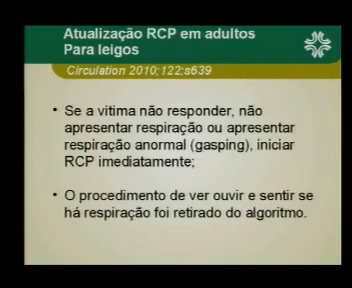 Atualização RCP em adultos
Para leigos
Circulation 2010;122;s639
• Se a vitima não responder, não
apresentar respiração ou apresentar
respiração anormal (gasping), iniciar
RCP imediatamente;
• O procedimento de ver ouvir e sentir se
há respiração foi retirado do algoritmo.